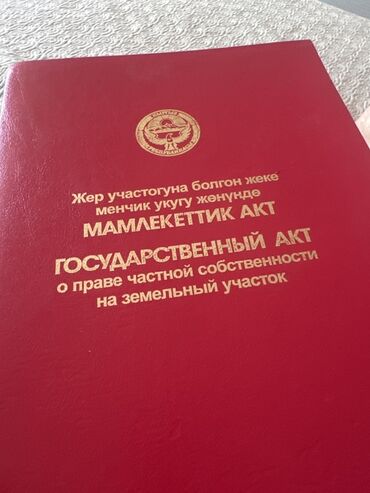 Жер участогуна болгон жеке
менчик укугу жөнүндө
МАМЛЕКЕТТИК АКТ
ГОСУДАРСТВЕННЫЙ АКТ
о праве частной собственности
на земельный участок